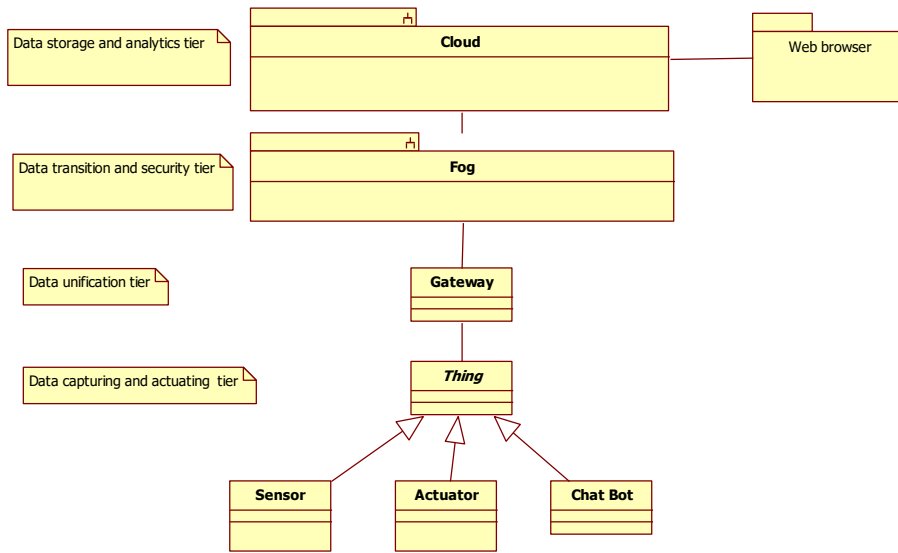 Data storage and analytics tier
Cloud
Web browser
Data transition and security tier
Fog
Data unification tier
Gateway
Data capturing and actuating  tier
Thing
Sensor
Actuator
Chat Bot